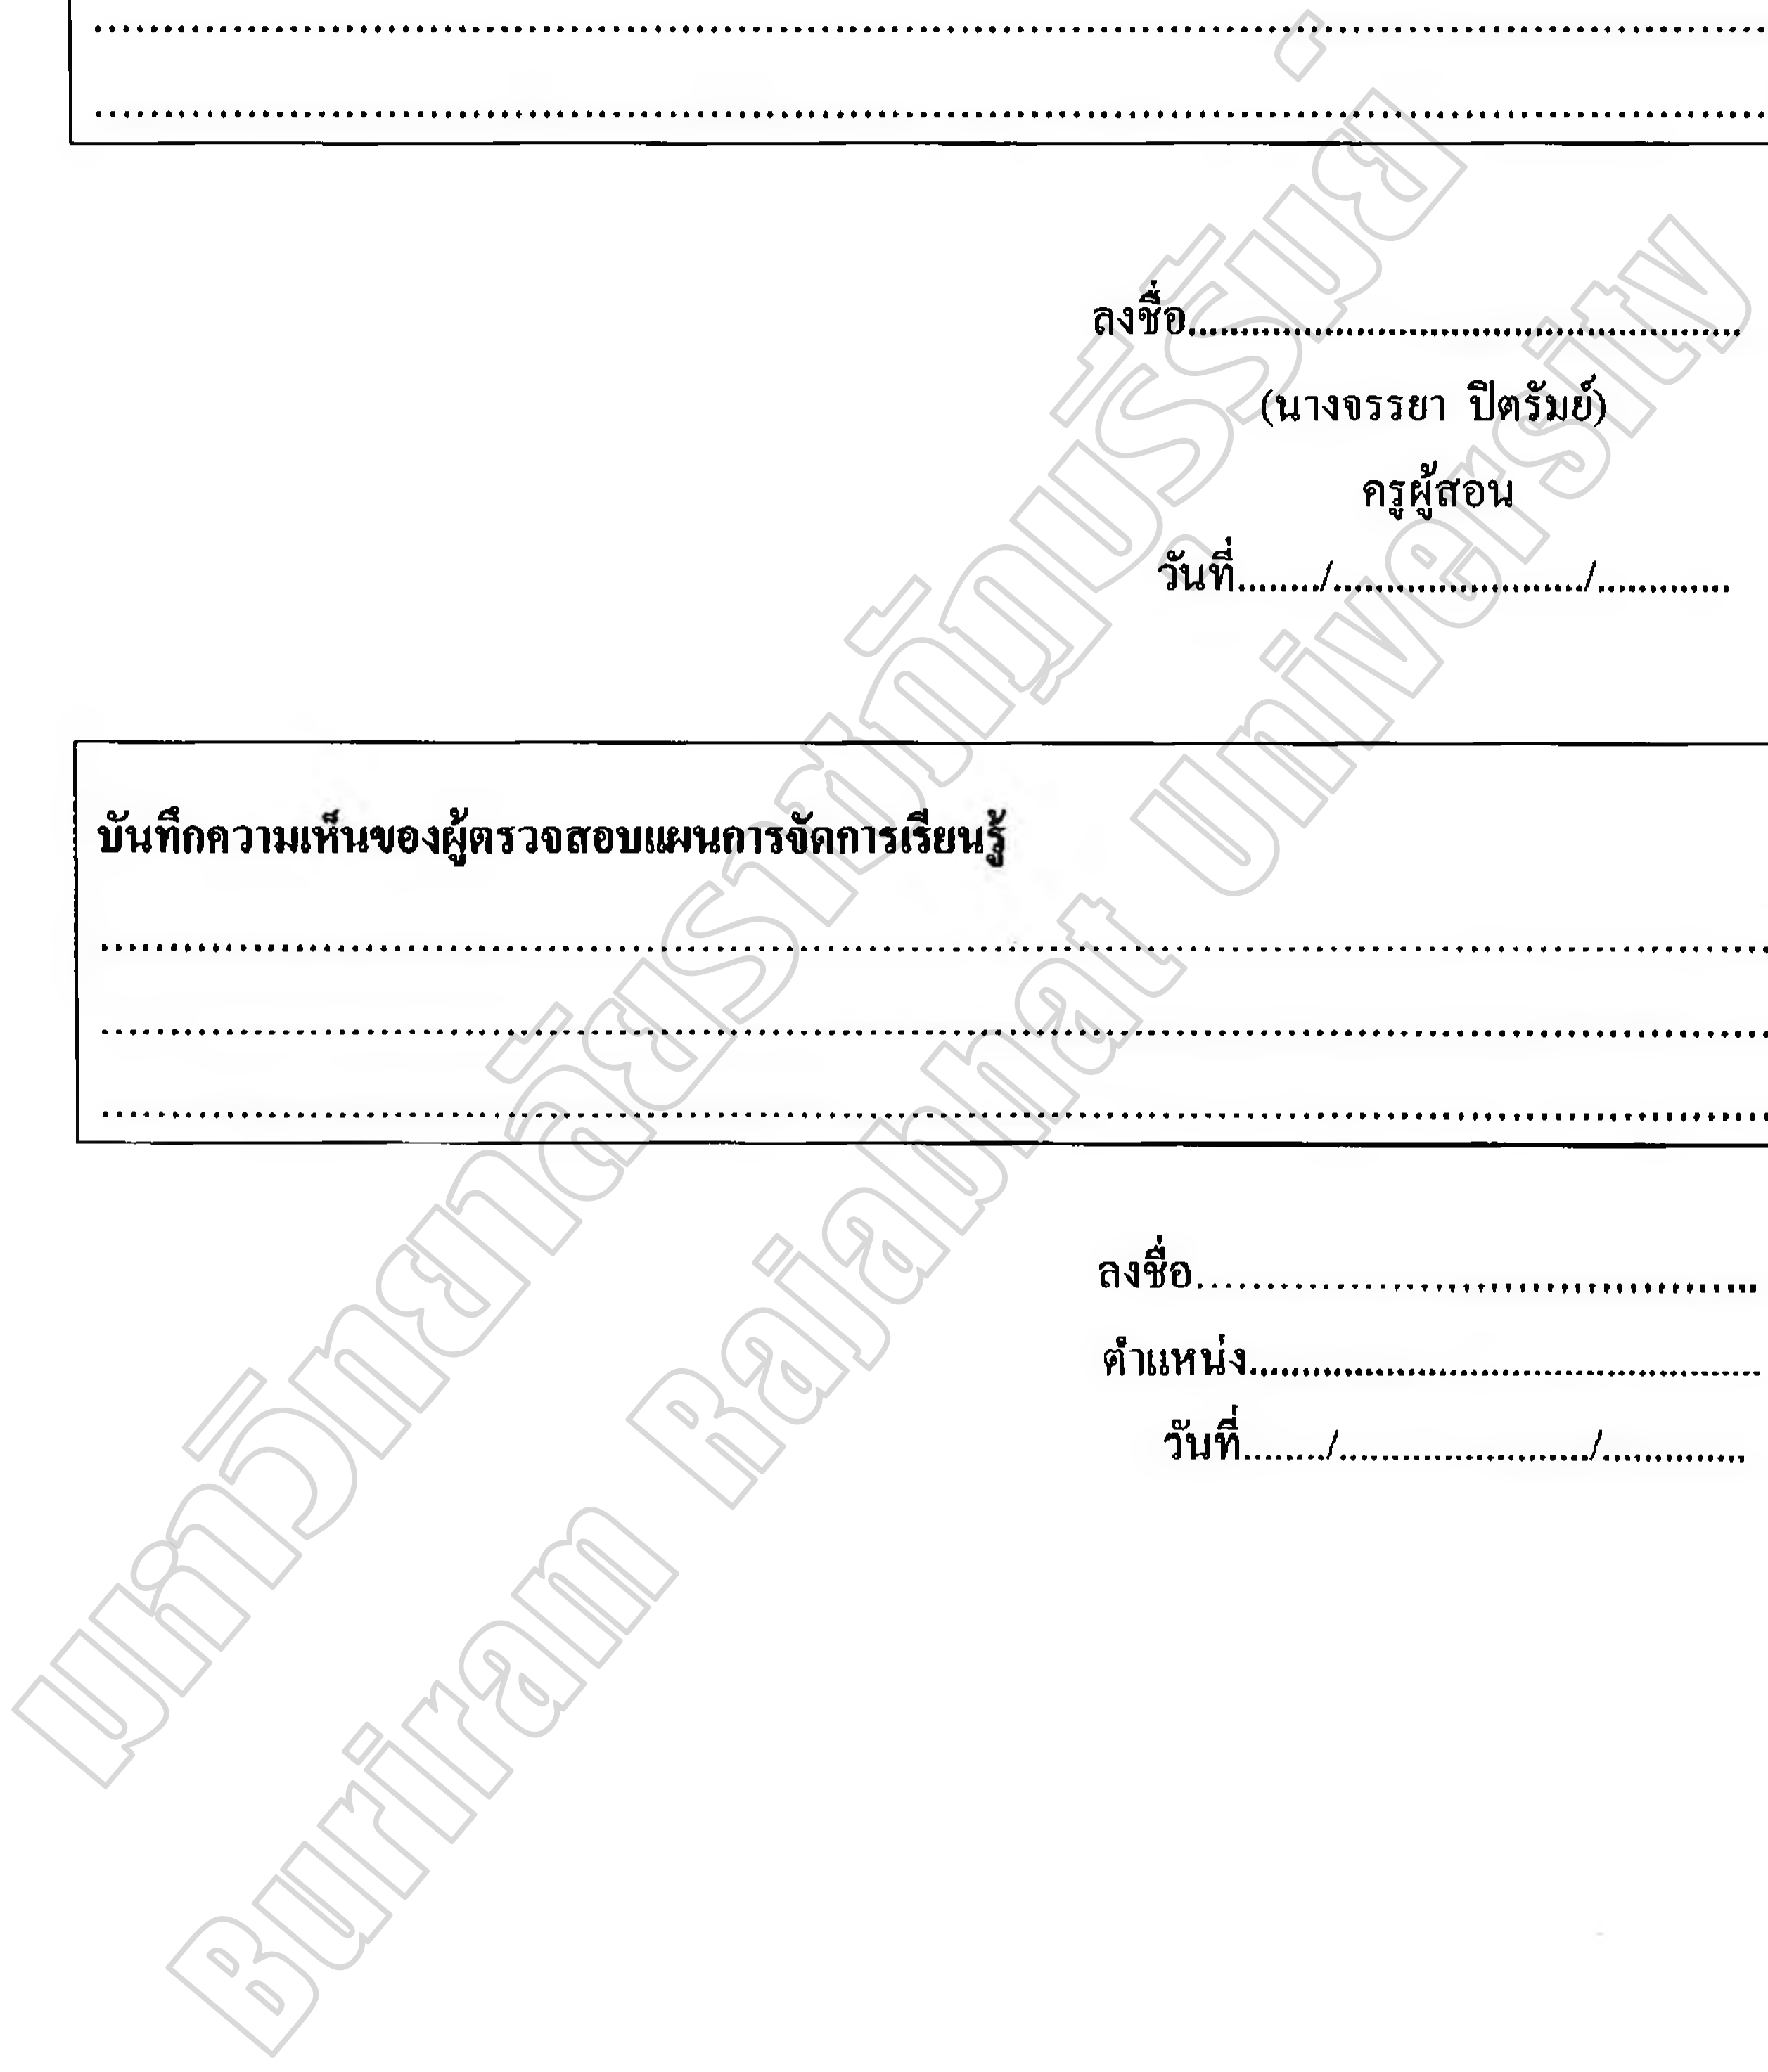 ................................................................................................................................
................................................................................................................................
ลงชื่อ.....................................................
(นางจรรยา ปีตรัมย์)
ครูผู้สอน
วันที่......../......................../.............
บันทึกความเห็นของผู้ตรวจสอบแผนการจัดการเรียนรู้
................................................................................................................................
................................................................................................................................
................................................................................................................................
ลงชื่อ.....................................................
ตำแหน่ง.................................................
วันที่......../......................../.............
มหาวิทยาลัยราชภัฏบุรีรัมย์
Buriram Rajabhat University